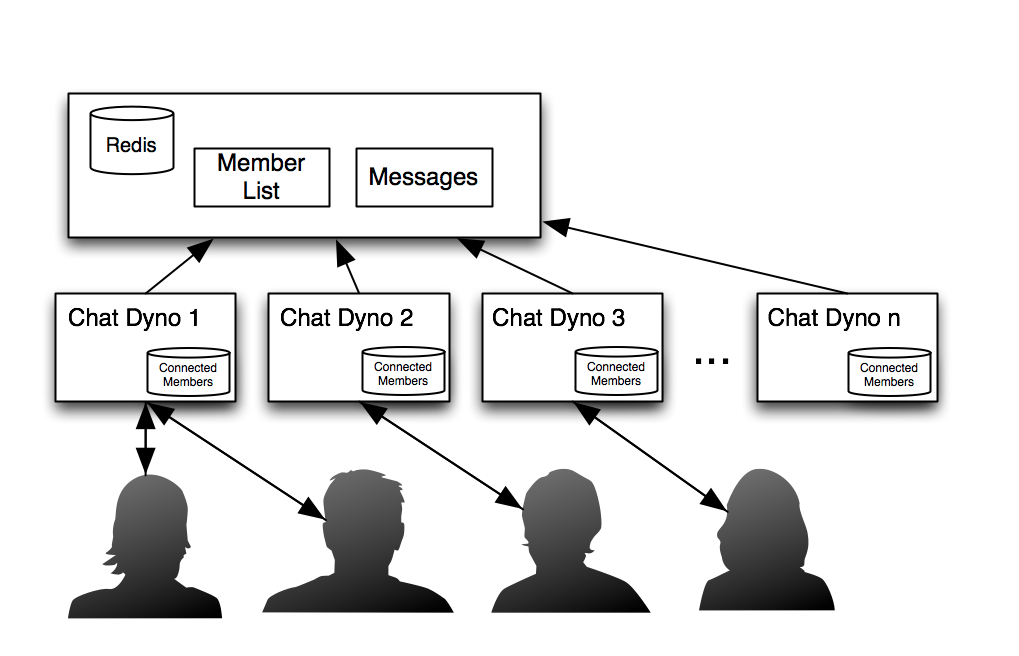 Redis
Member
List
Messages
Chat Dyno 1
Connected
Members
Chat Dyno 2
Connected
Members
Chat Dyno 3
Connected
Members
...
Chat Dyno n
Connected
Members